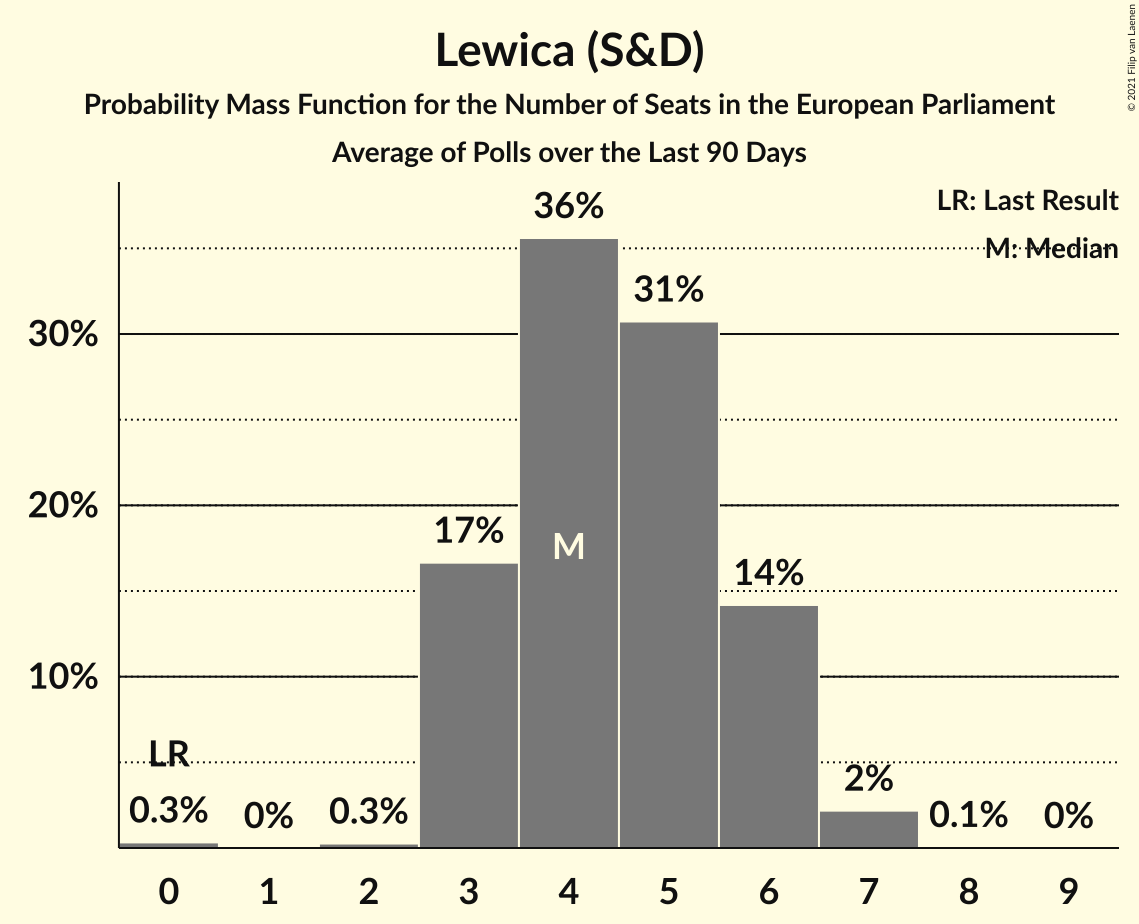 Lewica (S&D)
Probability Mass Function for the Number of Seats in the European Parliament
Average of Polls over the Last 90 Days
© 2021 Filip van Laenen
LR: Last Result
M: Median
36%
31%
30%
20%
17%
M
14%
10%
LR
2%
0.3%
0%
0.3%
0.1%
0%
0 1 2 3 4 5 6 7 8 9